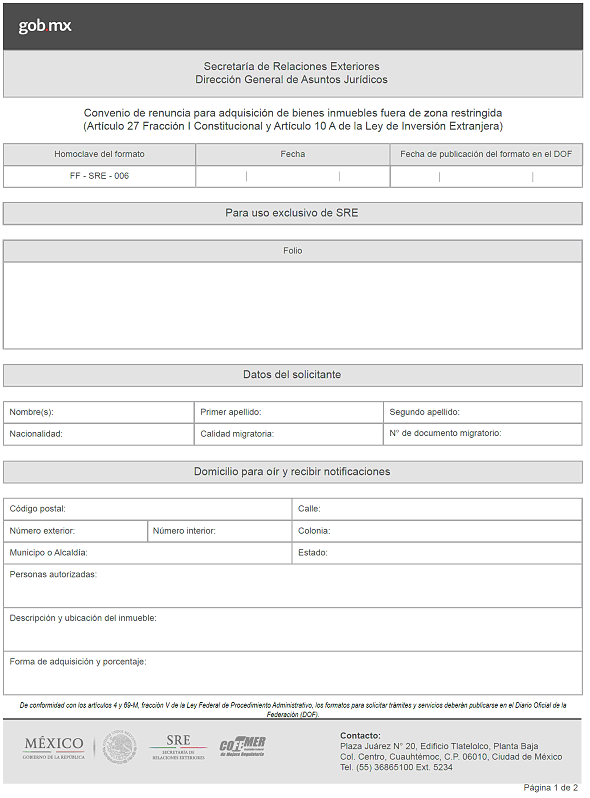 gob.mx
Secretaría de Relaciones Exteriores
Dirección General de Asuntos Jurídicos
Convenio de renuncia para adquisición de bienes inmuebles fuera de zona restringida
(Artículo 27 Fracción I Constitucional y Artículo 10 A de la Ley de Inversión Extranjera)
Homoclave del formato Fecha Fecha de publicación del formato en el DOF
FF - SRE - 006
Para uso exclusivo de SRE
Folio
Datos del solicitante
Nombre(s): Primer apellido: Segundo apellido:
Nacionalidad: Calidad migratoria: N° de documento migratorio:
Domicilio para oír y recibir notificaciones
Código postal: Calle:
Número exterior: Número interior: Colonia:
Municipo o Alcaldía: Estado:
Personas autorizadas:
Descripción y ubicación del inmueble:
Forma de adquisición y porcentaje:
De conformidad con los artículos 4 y 69-M, fracción V de la Ley Federal de Procedimiento Administrativo, los formatos para solicitar trámites y servicios deberán publicarse en el Diario Oficial de la
Federación (DOF).
MÉXICO
GOBIERNO DE LA REPÚBLICA
SRE
SECRETARÍA DE
RELACIONES EXTERIORES
COFEMER
de Mejora Regulatoria
Contacto:
Plaza Juárez N° 20, Edificio Tlatelolco, Planta Baja
Col. Centro, Cuauhtémoc, C.P. 06010, Ciudad de México
Tel. (55) 36865100 Ext. 5234
Página 1 de 2